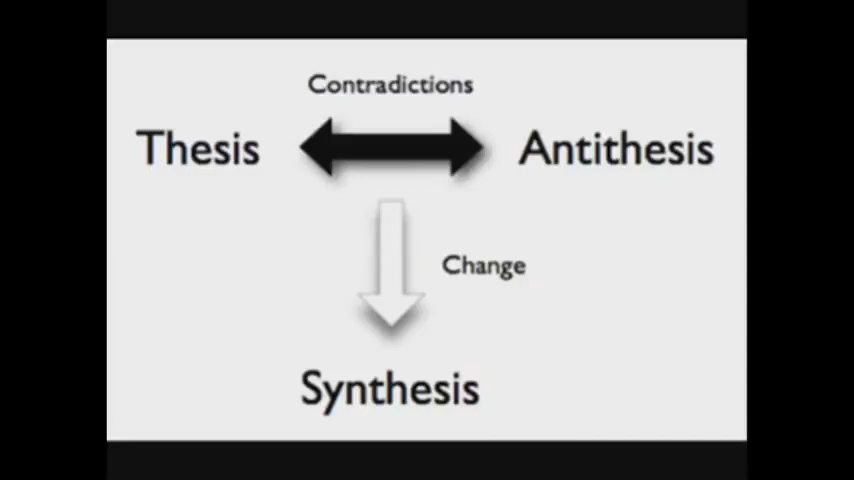 Contradictions
Thesis
Antithesis
Change
Synthesis